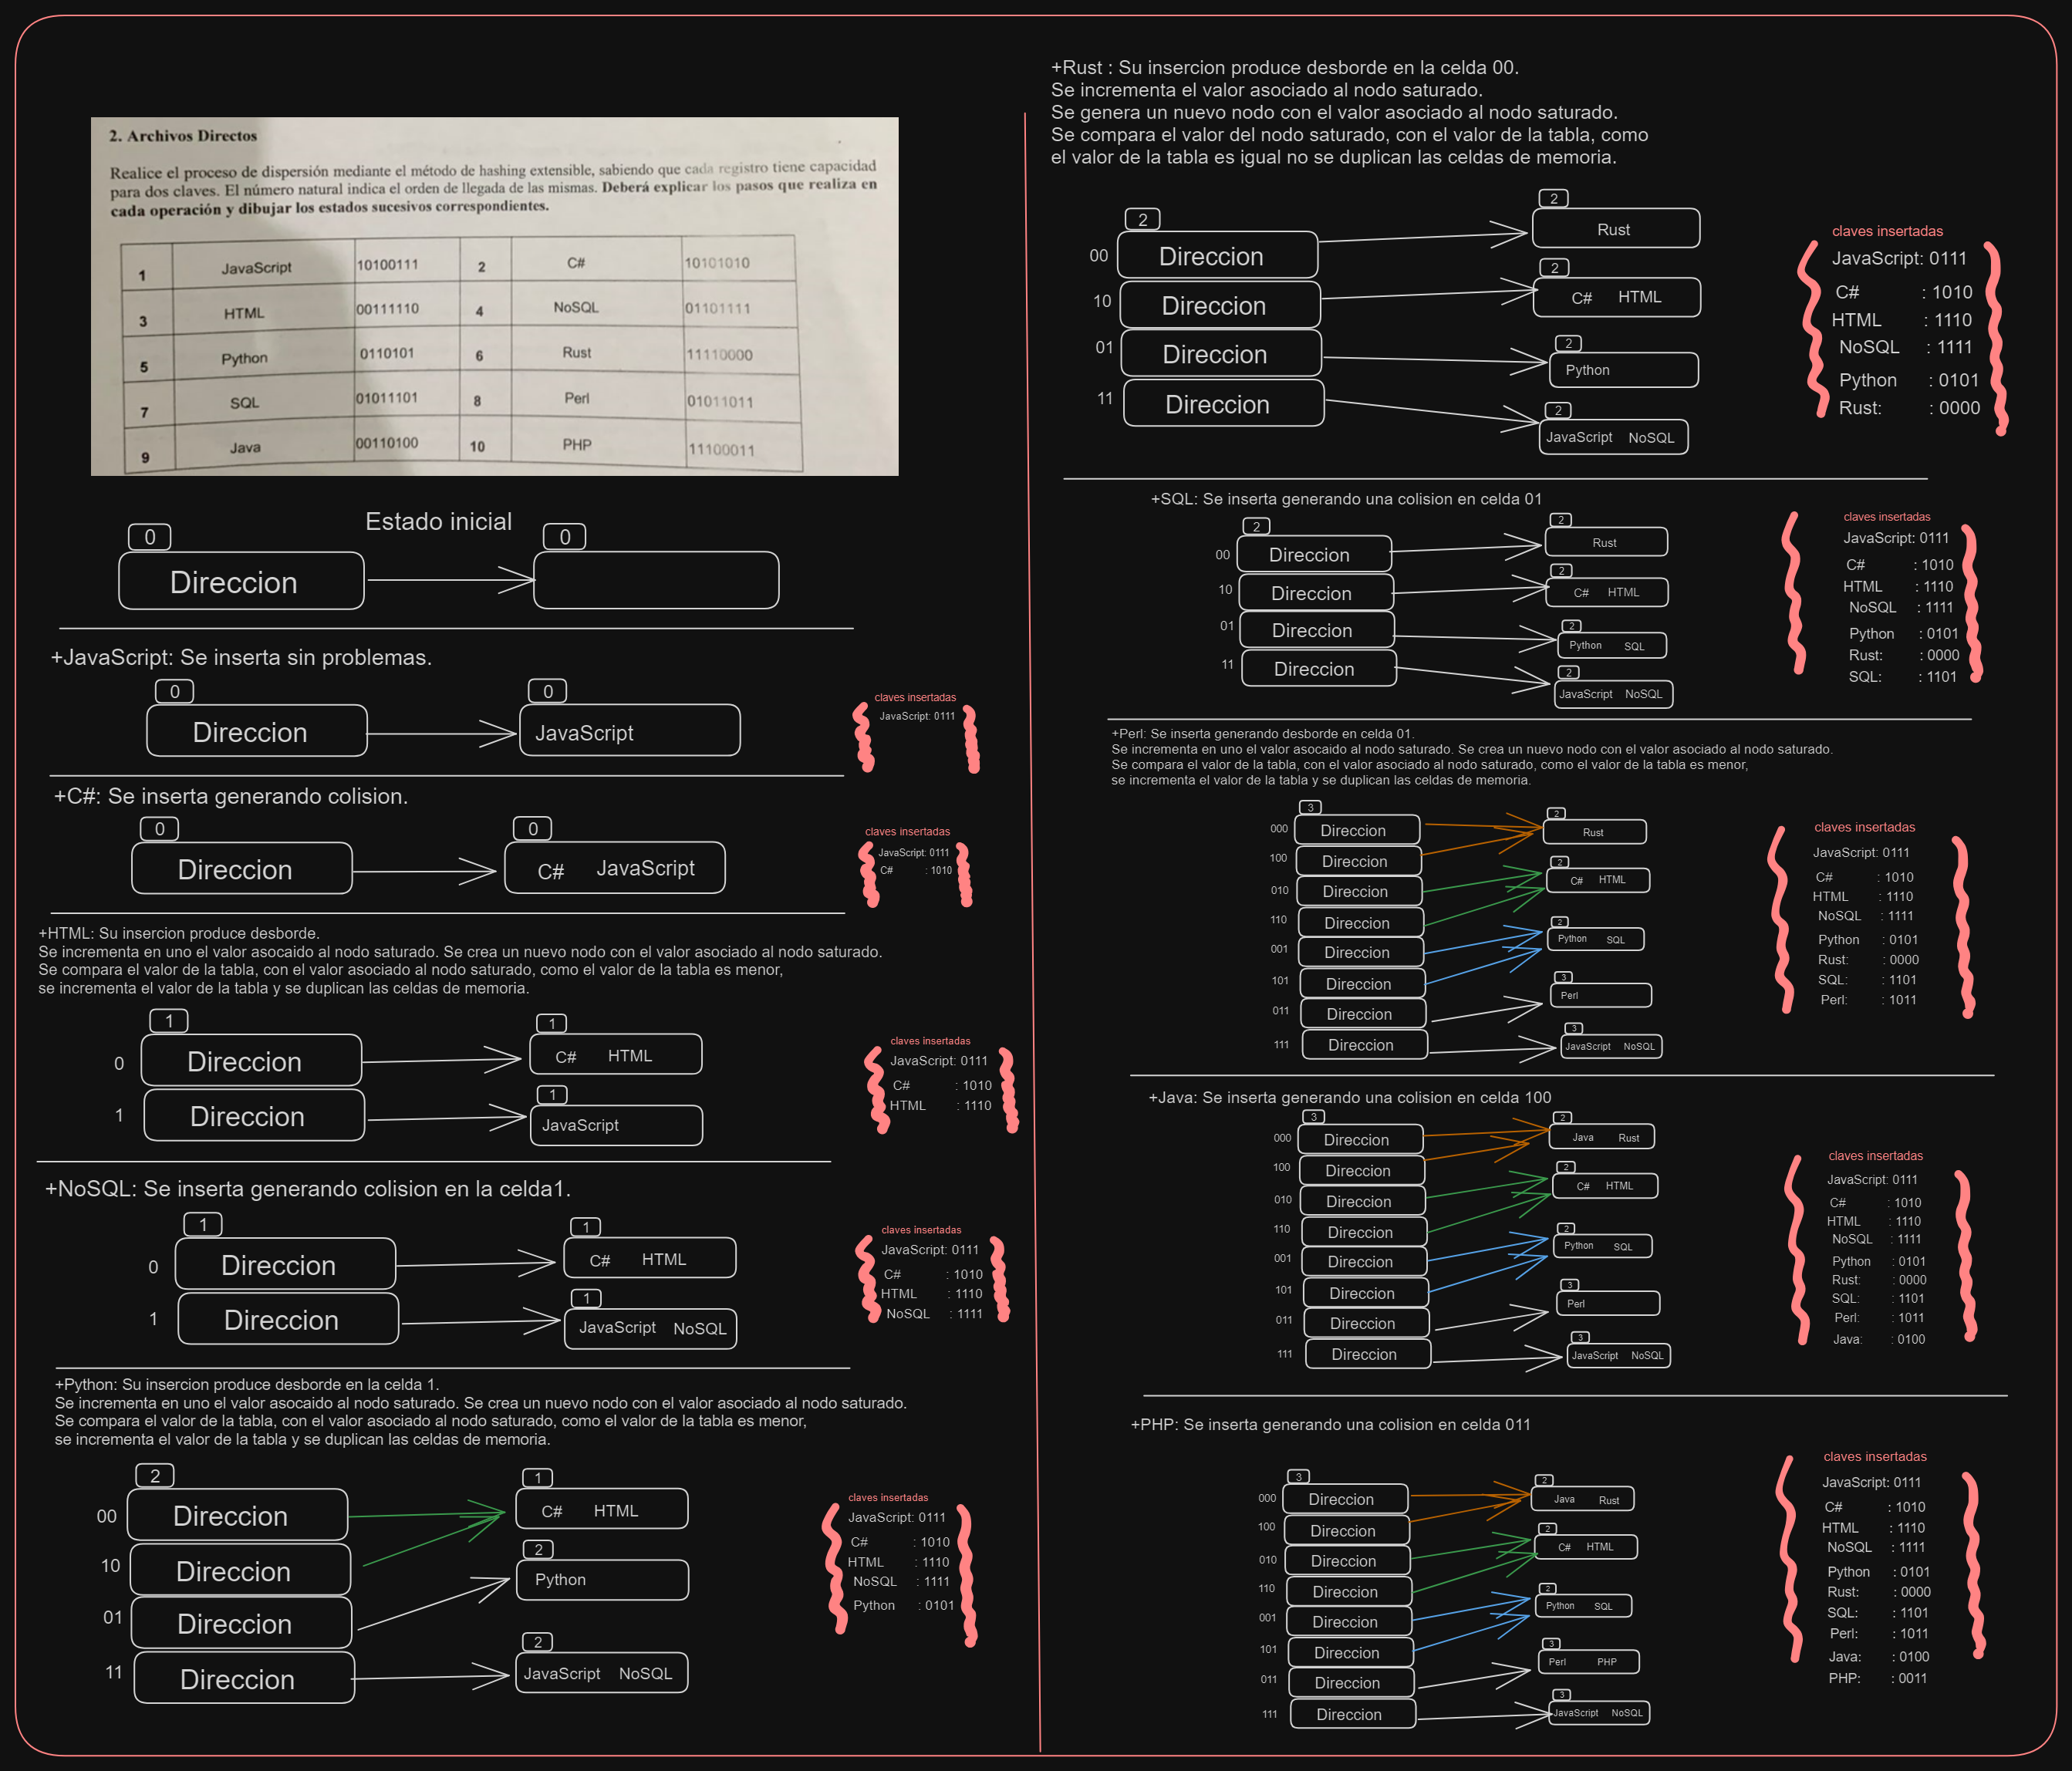 2. Archivos Directos
Realice el proceso de dispersión mediante el método de hashing extensible, sabiendo que cada registro tiene capacidad
para dos claves. El número natural indica el orden de llegada de las mismas. Deberá explicar los pasos que realiza en
cada operación y dibujar los estados sucesivos correspondientes.
1 JavaScript 10100111 2 C# 10101010
3 HTML 00111110 4 NoSQL 01101111
5 Python 0110101 6 Rust 11110000
7 SQL 01011101 8 Perl 01011011
9 Java 00110100 10 PHP 11100011
Estado inicial
0 0
Direccion
+JavaScript: Se inserta sin problemas.
0 0
Direccion JavaScript
claves insertadas
JavaScript: 0111
+C#: Se inserta generando colision.
0 0
Direccion C# JavaScript
claves insertadas
JavaScript: 0111
C# : 1010
+HTML: Su insercion produce desborde.
Se incrementa en uno el valor asocaido al nodo saturado. Se crea un nuevo nodo con el valor asociado al nodo saturado.
Se compara el valor de la tabla, con el valor asociado al nodo saturado, como el valor de la tabla es menor,
se incrementa el valor de la tabla y se duplican las celdas de memoria.
1 1
0 Direccion C# HTML
1
1 Direccion JavaScript
claves insertadas
JavaScript: 0111
C# : 1010
HTML : 1110
+NoSQL: Se inserta generando colision en la celda1.
1 1
0 Direccion C# HTML
1
1 Direccion JavaScript NoSQL
claves insertadas
JavaScript: 0111
C# : 1010
HTML : 1110
NoSQL : 1111
+Python: Su insercion produce desborde en la celda 1.
Se incrementa en uno el valor asocaido al nodo saturado. Se crea un nuevo nodo con el valor asociado al nodo saturado.
Se compara el valor de la tabla, con el valor asociado al nodo saturado, como el valor de la tabla es menor,
se incrementa el valor de la tabla y se duplican las celdas de memoria.
2 1
00 Direccion C# HTML
2
10 Direccion Python
01 Direccion
2
11 Direccion JavaScript NoSQL
claves insertadas
JavaScript: 0111
C# : 1010
HTML : 1110
NoSQL : 1111
Python : 0101
+Rust : Su insercion produce desborde en la celda 00.
Se incrementa el valor asociado al nodo saturado.
Se genera un nuevo nodo con el valor asociado al nodo saturado.
Se compara el valor del nodo saturado, con el valor de la tabla, como
el valor de la tabla es igual no se duplican las celdas de memoria.
2 2
00 Direccion Rust
2
10 Direccion C# HTML
2
01 Direccion Python
2
11 Direccion JavaScript NoSQL
claves insertadas
JavaScript: 0111
C# : 1010
HTML : 1110
NoSQL : 1111
Python : 0101
Rust: : 0000
+SQL: Se inserta generando una colision en celda 01
2 2
00 Direccion Rust
2
10 Direccion C# HTML
2
01 Direccion Python SQL
2
11 Direccion JavaScript NoSQL
claves insertadas
JavaScript: 0111
C# : 1010
HTML : 1110
NoSQL : 1111
Python : 0101
Rust: : 0000
SQL: : 1101
+Perl: Se inserta generando desborde en celda 01.
Se incrementa en uno el valor asocaido al nodo saturado. Se crea un nuevo nodo con el valor asociado al nodo saturado.
Se compara el valor de la tabla, con el valor asociado al nodo saturado, como el valor de la tabla es menor,
se incrementa el valor de la tabla y se duplican las celdas de memoria.
3 2
000 Direccion Rust
100 Direccion
2
010 Direccion C# HTML
110 Direccion
2
001 Direccion Python SQL
101 Direccion
3
011 Direccion Perl
3
111 Direccion JavaScript NoSQL
claves insertadas
JavaScript: 0111
C# : 1010
HTML : 1110
NoSQL : 1111
Python : 0101
Rust: : 0000
SQL: : 1101
Perl: : 1011
+Java: Se inserta generando una colision en celda 100
3 2
000 Direccion Java Rust
100 Direccion
2
010 Direccion C# HTML
110 Direccion
2
001 Direccion Python SQL
101 Direccion
3
011 Direccion Perl
3
111 Direccion JavaScript NoSQL
claves insertadas
JavaScript: 0111
C# : 1010
HTML : 1110
NoSQL : 1111
Python : 0101
Rust: : 0000
SQL: : 1101
Perl: : 1011
Java: : 0100
+PHP: Se inserta generando una colision en celda 011
3 2
000 Direccion Java Rust
100 Direccion
2
010 Direccion C# HTML
110 Direccion
2
001 Direccion Python SQL
101 Direccion
3
011 Direccion Perl PHP
3
111 Direccion JavaScript NoSQL
claves insertadas
JavaScript: 0111
C# : 1010
HTML : 1110
NoSQL : 1111
Python : 0101
Rust: : 0000
SQL: : 1101
Perl: : 1011
Java: : 0100
PHP: : 0011